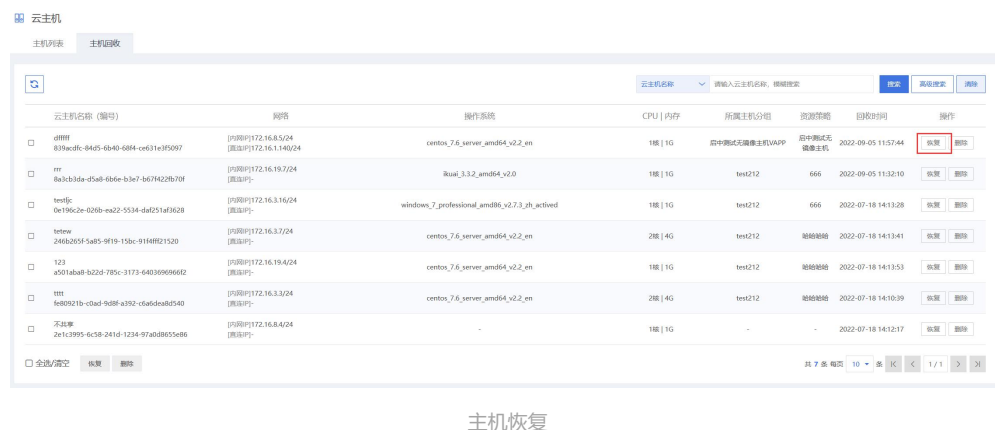 云主机
主机列表 主机回收
云主机名称 请输入云主机名称，模糊搜索 搜索 高级搜索 清除
云主机名称（编号） 网络 操作系统 CPU | 内存 所属主机分组 资源策略 回收时间 操作
dffffff [内网IP]172.16.8.5/24 centos_7.6_server_amd64_v2.2_en 1核 | 1G 启中测试无镜像主机VAPP 启中测试无 2022-09-05 11:57:44 恢复 删除
839acdfc-84d5-6b40-68f4-ce631e3f5097 [直连IP]172.16.1.140/24 镜像主机
rrr [内网IP]172.16.19.7/24 ikuai_3.3.2_amd64_v2.0 1核 | 1G test212 666 2022-09-05 11:32:10 恢复 删除
8a3cb3da-d5a8-6b6e-b3e7-b67f422fb70f [直连IP]-
testljc [内网IP]172.16.3.16/24 windows_7_professional_amd86_v2.7.3_zh_actived 1核 | 1G test212 666 2022-07-18 14:13:28 恢复 删除
0e196c2e-026b-ea22-5534-daf251af3628 [直连IP]-
tetew [内网IP]172.16.3.7/24 centos_7.6_server_amd64_v2.2_en 2核 | 4G test212 哈哈哈哈 2022-07-18 14:13:41 恢复 删除
246b265f-5a85-9f19-15bc-91f4fff21520 [直连IP]-
123 [内网IP]172.16.19.4/24 centos_7.6_server_amd64_v2.2_en 1核 | 1G test212 哈哈哈哈 2022-07-18 14:13:53 恢复 删除
a501aba8-b22d-785c-3173-6403696966f2 [直连IP]-
tttt [内网IP]172.16.3.3/24 centos_7.6_server_amd64_v2.2_en 2核 | 4G test212 哈哈哈哈 2022-07-18 14:10:39 恢复 删除
fe80921b-c0ad-9d8f-a392-c6a6dea8d540 [直连IP]-
不共享 [内网IP]172.16.8.4/24 - 1核 | 1G - - 2022-07-18 14:12:17 恢复 删除
2e1c3995-6c58-241d-1234-97a0d8655e86 [直连IP]-
全选/清空 恢复 删除 共 7 条 每页 10 条 1 / 1
主机恢复